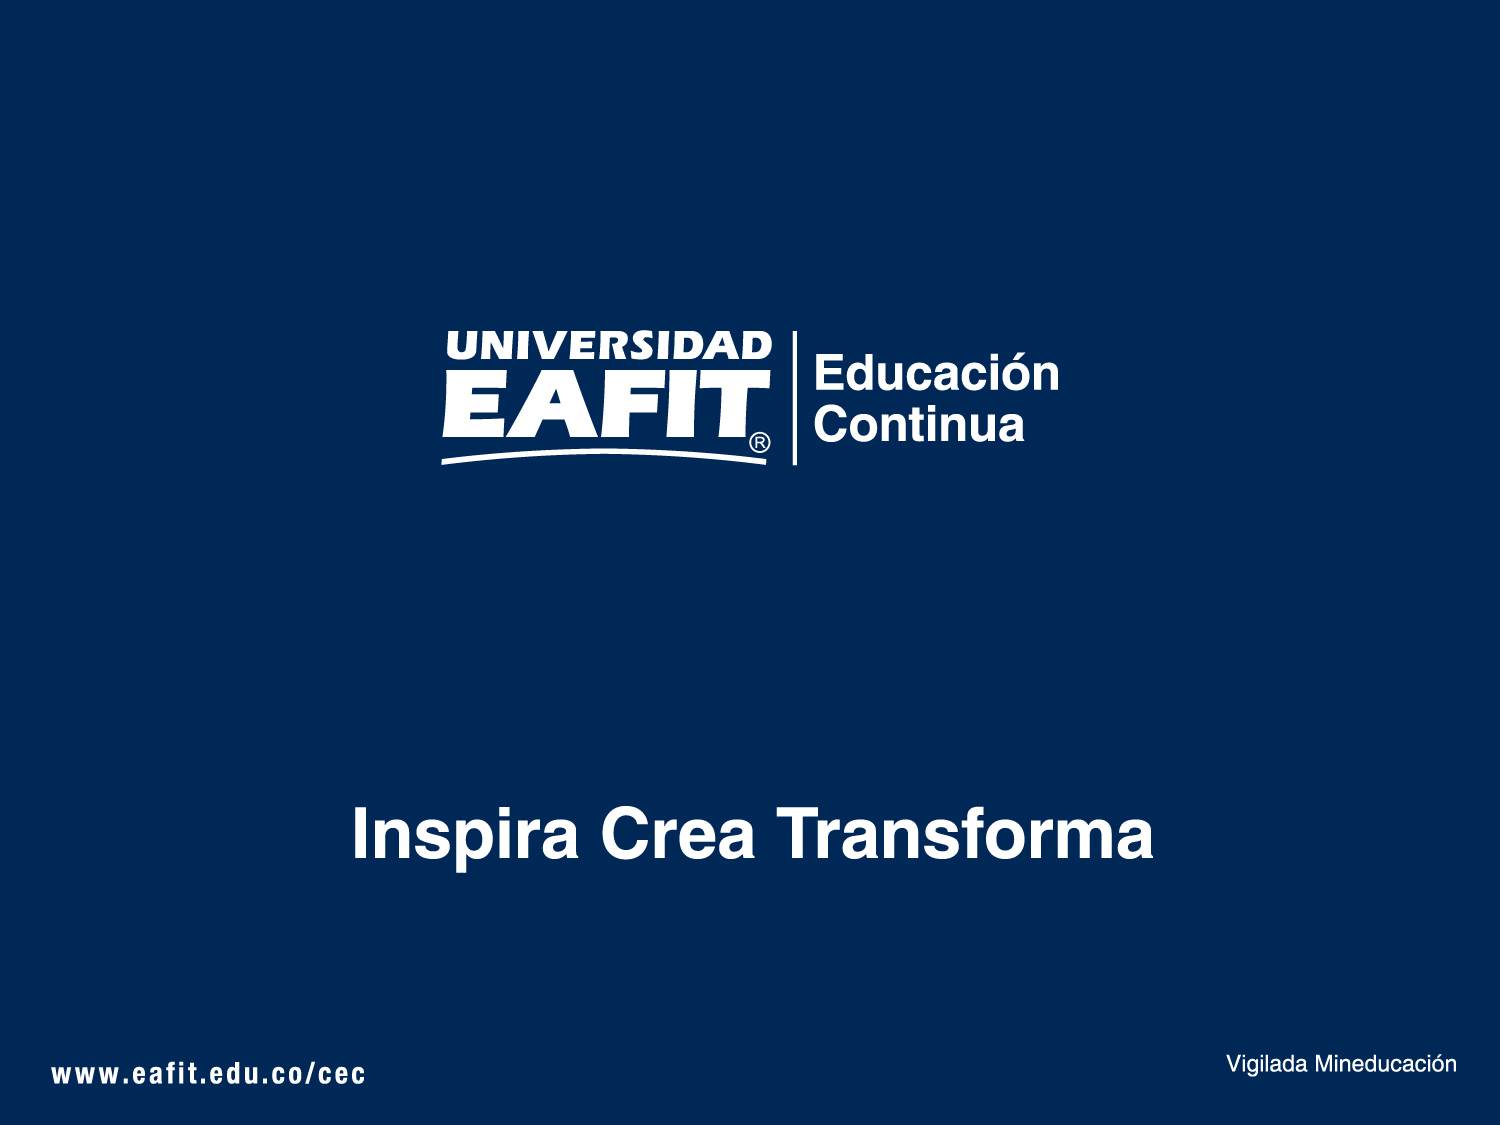 UNIVERSIDAD
EAFIT®
Educación
Continua
Inspira Crea Transforma
www.eafit.edu.co/cec
Vigilada Mineducación